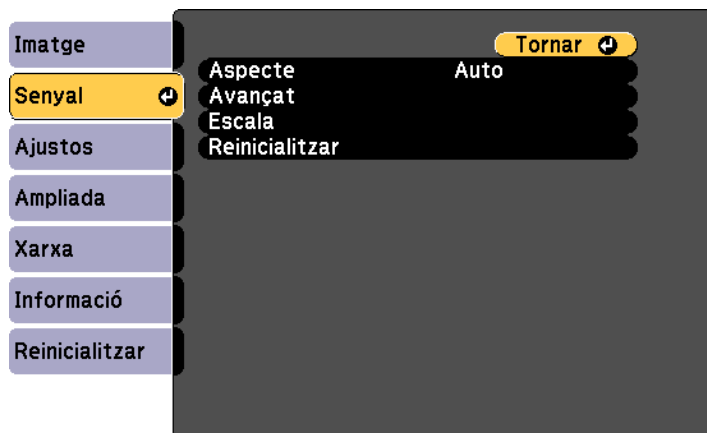 Imatge
Senyal
Ajustos
Ampliada
Xarxa
Informació
Reinicialitzar
Tornar
Aspecte Auto
Avançat
Escala
Reinicialitzar